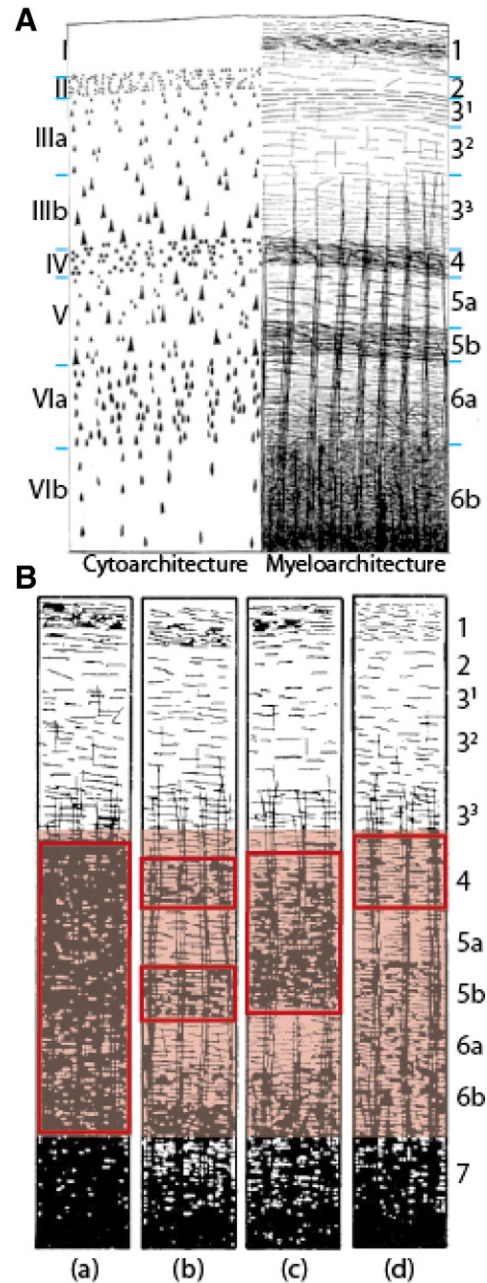 A
I 1
II 2
3¹
IIIa 3²
IIIb 3³
IV 4
V 5a
5b
VIa 6a
VIb 6b
Cytoarchitecture Myeloarchitecture
B
1
2
3¹
3²
3³
4
5a
5b
6a
6b
7
(a) (b) (c) (d)